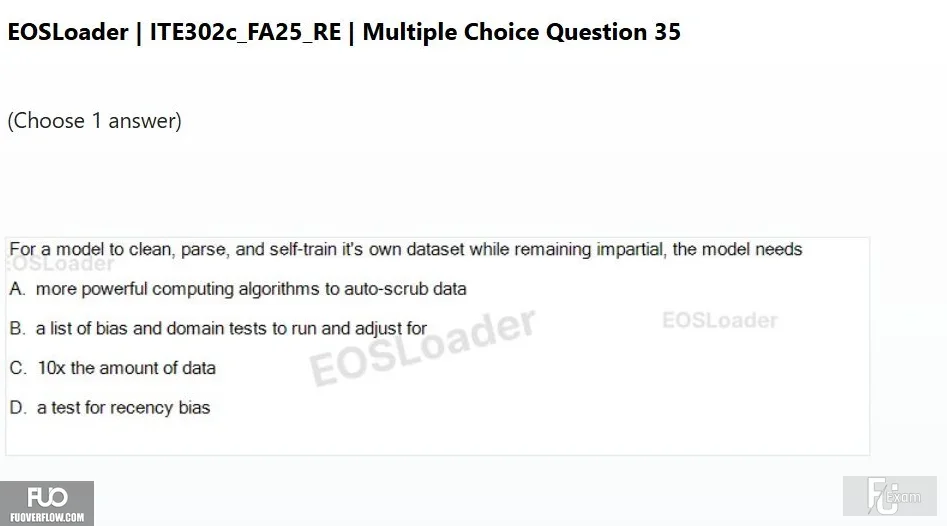 EOSLoader | ITE302c_FA25_RE | Multiple Choice Question 35
(Choose 1 answer)
For a model to clean, parse, and self-train it's own dataset while remaining impartial, the model needs
EOSLoader
A. more powerful computing algorithms to auto-scrub data
B. a list of bias and domain tests to run and adjust for
EOSLoader
EOSLoader
C. 10x the amount of data
D. a test for recency bias
FUO
FUOVERFLOW.COM
FU Exam